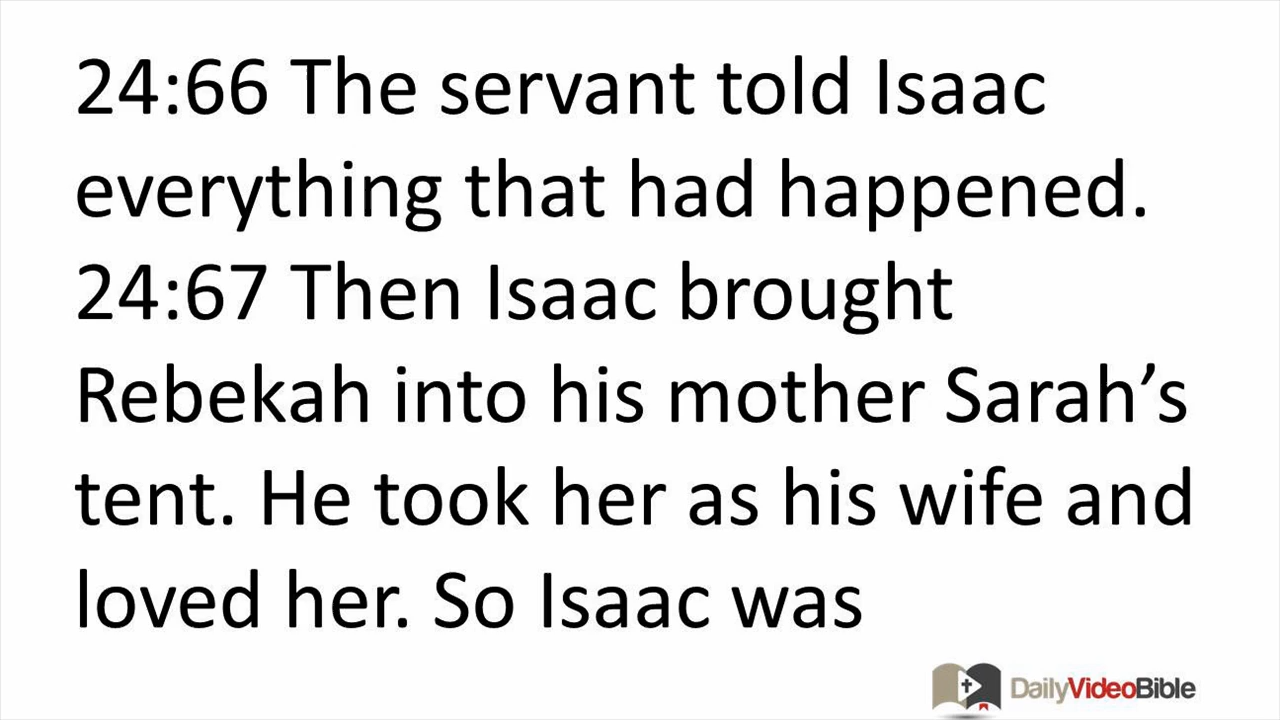 24:66 The servant told Isaac
everything that had happened.
24:67 Then Isaac brought
Rebekah into his mother Sarah’s
tent. He took her as his wife and
loved her. So Isaac was
DailyVideoBible